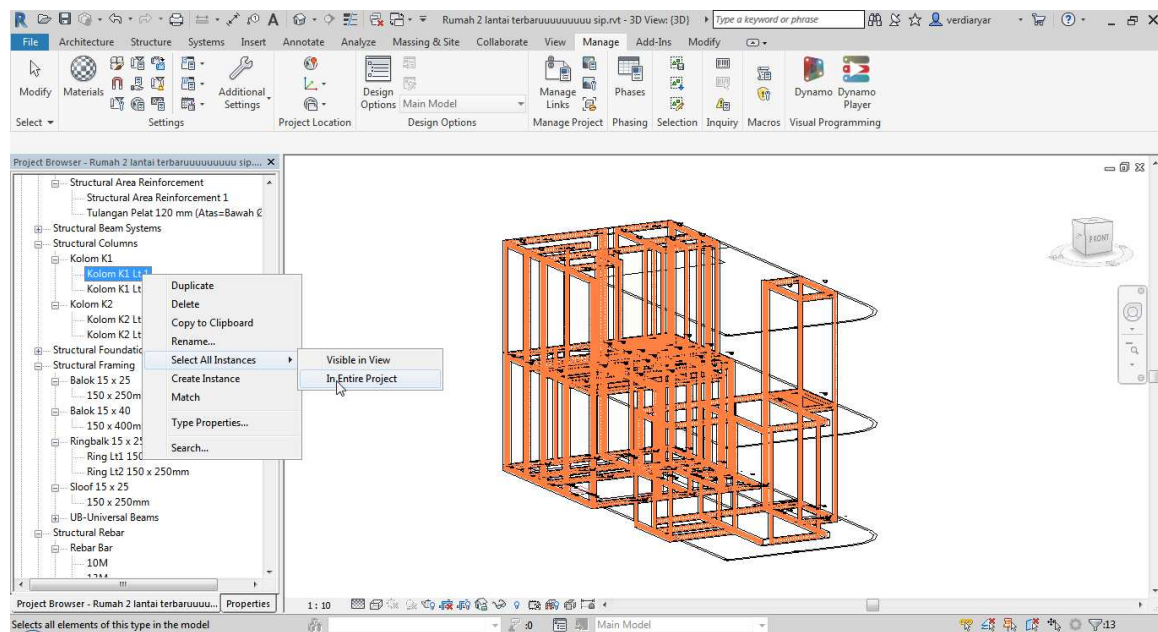 Rumah 2 lantai terbaruuuuuuuuu sip.rvt - 3D View: {3D}
Type a keyword or phrase
verdiaryar
File Architecture Structure Systems Insert Annotate Analyze Massing & Site Collaborate View Manage Add-Ins Modify
Modify Materials Additional Settings Design Options Main Model Manage Links Phases Dynamo Dynamo Player
Select Settings Project Location Design Options Manage Project Phasing Selection Inquiry Macros Visual Programming
Project Browser - Rumah 2 lantai terbaruuuuuuuuu sip....
Structural Area Reinforcement
Structural Area Reinforcement 1
Tulangan Pelat 120 mm (Atas=Bawah Ø
Structural Beam Systems
Structural Columns
Kolom K1
Kolom K1 Lt 1
Kolom K1 Lt
Kolom K2
Kolom K2 Lt
Kolom K2 Lt
Structural Foundatio
Structural Framing
Balok 15 x 25
150 x 250m
Balok 15 x 40
150 x 400m
Ringbalk 15 x 25
Ring Lt1 150
Ring Lt2 150 x 250mm
Sloof 15 x 25
150 x 250mm
UB-Universal Beams
Structural Rebar
Rebar Bar
10M
Duplicate
Delete
Copy to Clipboard
Rename...
Select All Instances
Create Instance
Match
Type Properties...
Search...
Visible in View
In Entire Project
FRONT
Project Browser - Rumah 2 lantai terbaruuuu... Properties
1 : 10
Selects all elements of this type in the model
:0
Main Model
:13